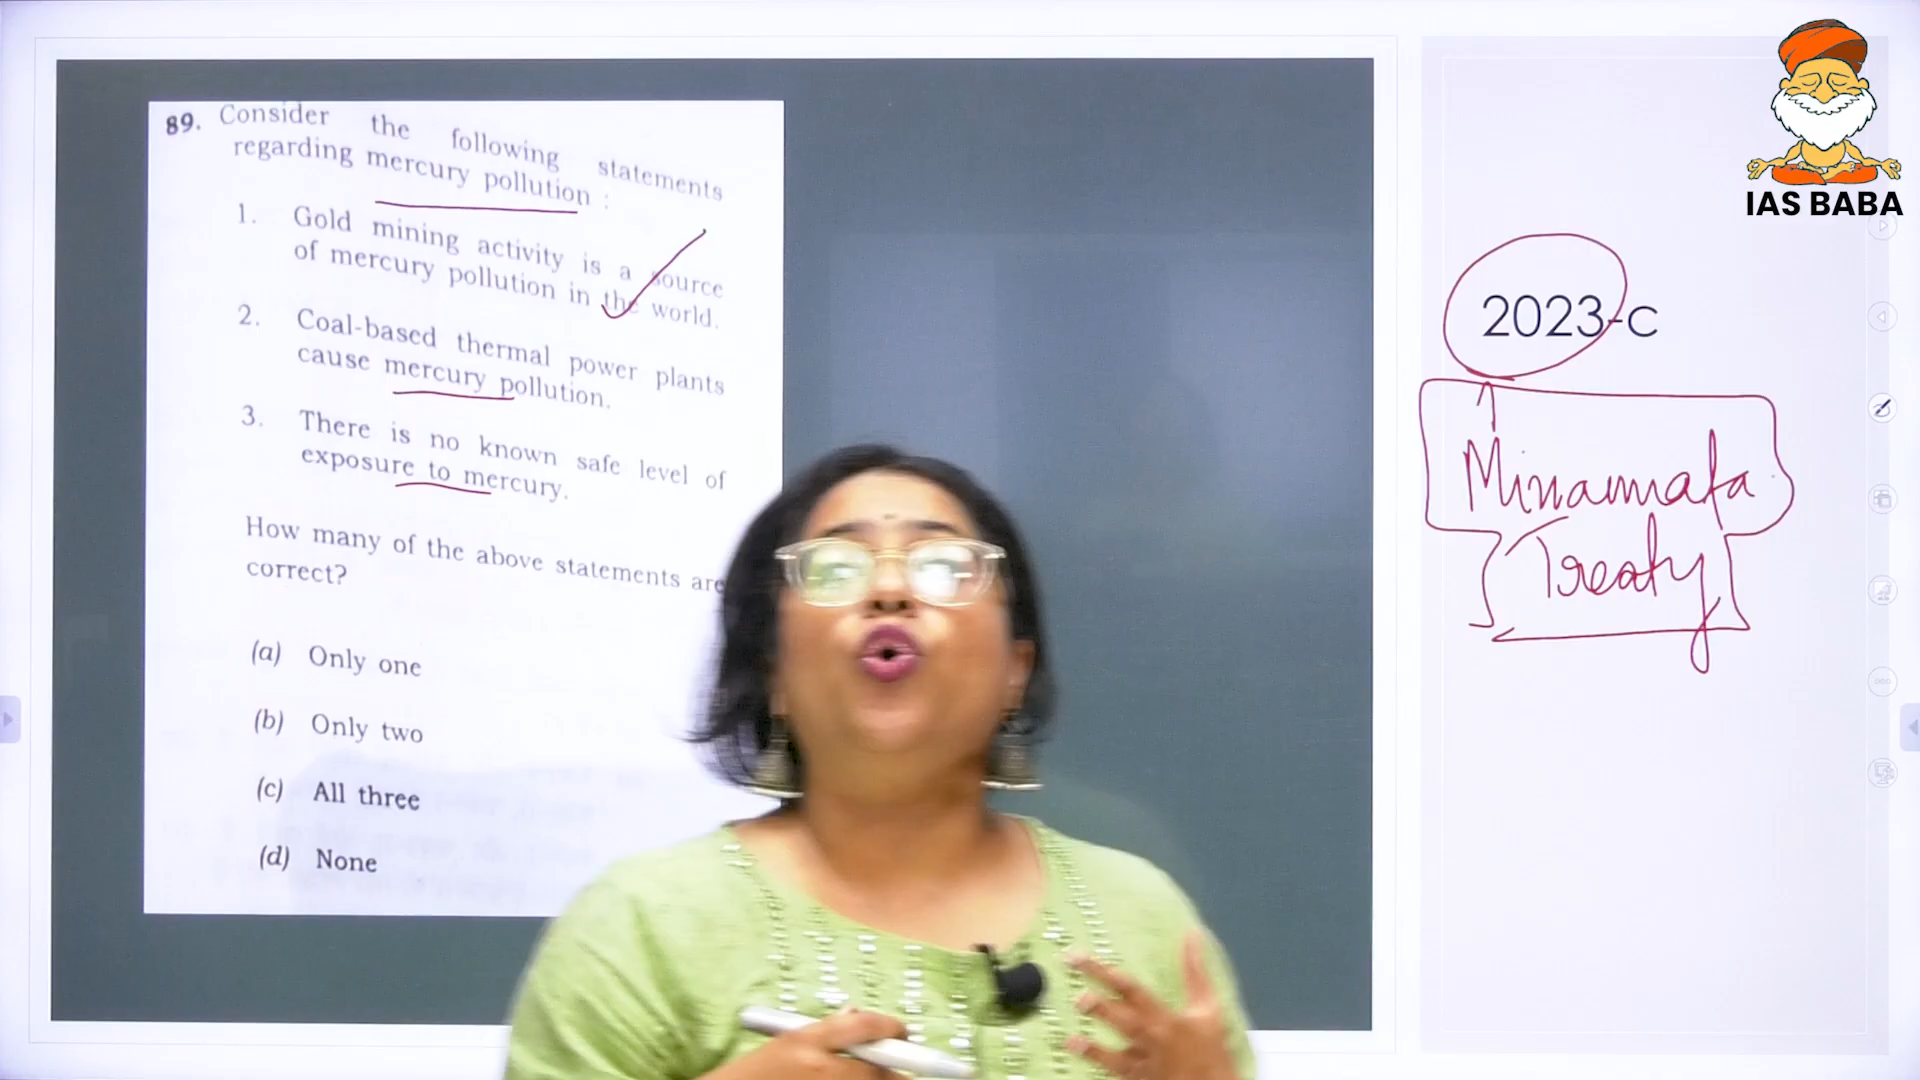 89. Consider the following statements
regarding mercury pollution :
1. Gold mining activity is a source
of mercury pollution in the world.
2. Coal-based thermal power plants
cause mercury pollution.
3. There is no known safe level of
exposure to mercury.
How many of the above statements are
correct?
(a) Only one
(b) Only two
(c) All three
(d) None
IAS BABA
2023-c
Minamata
Treaty